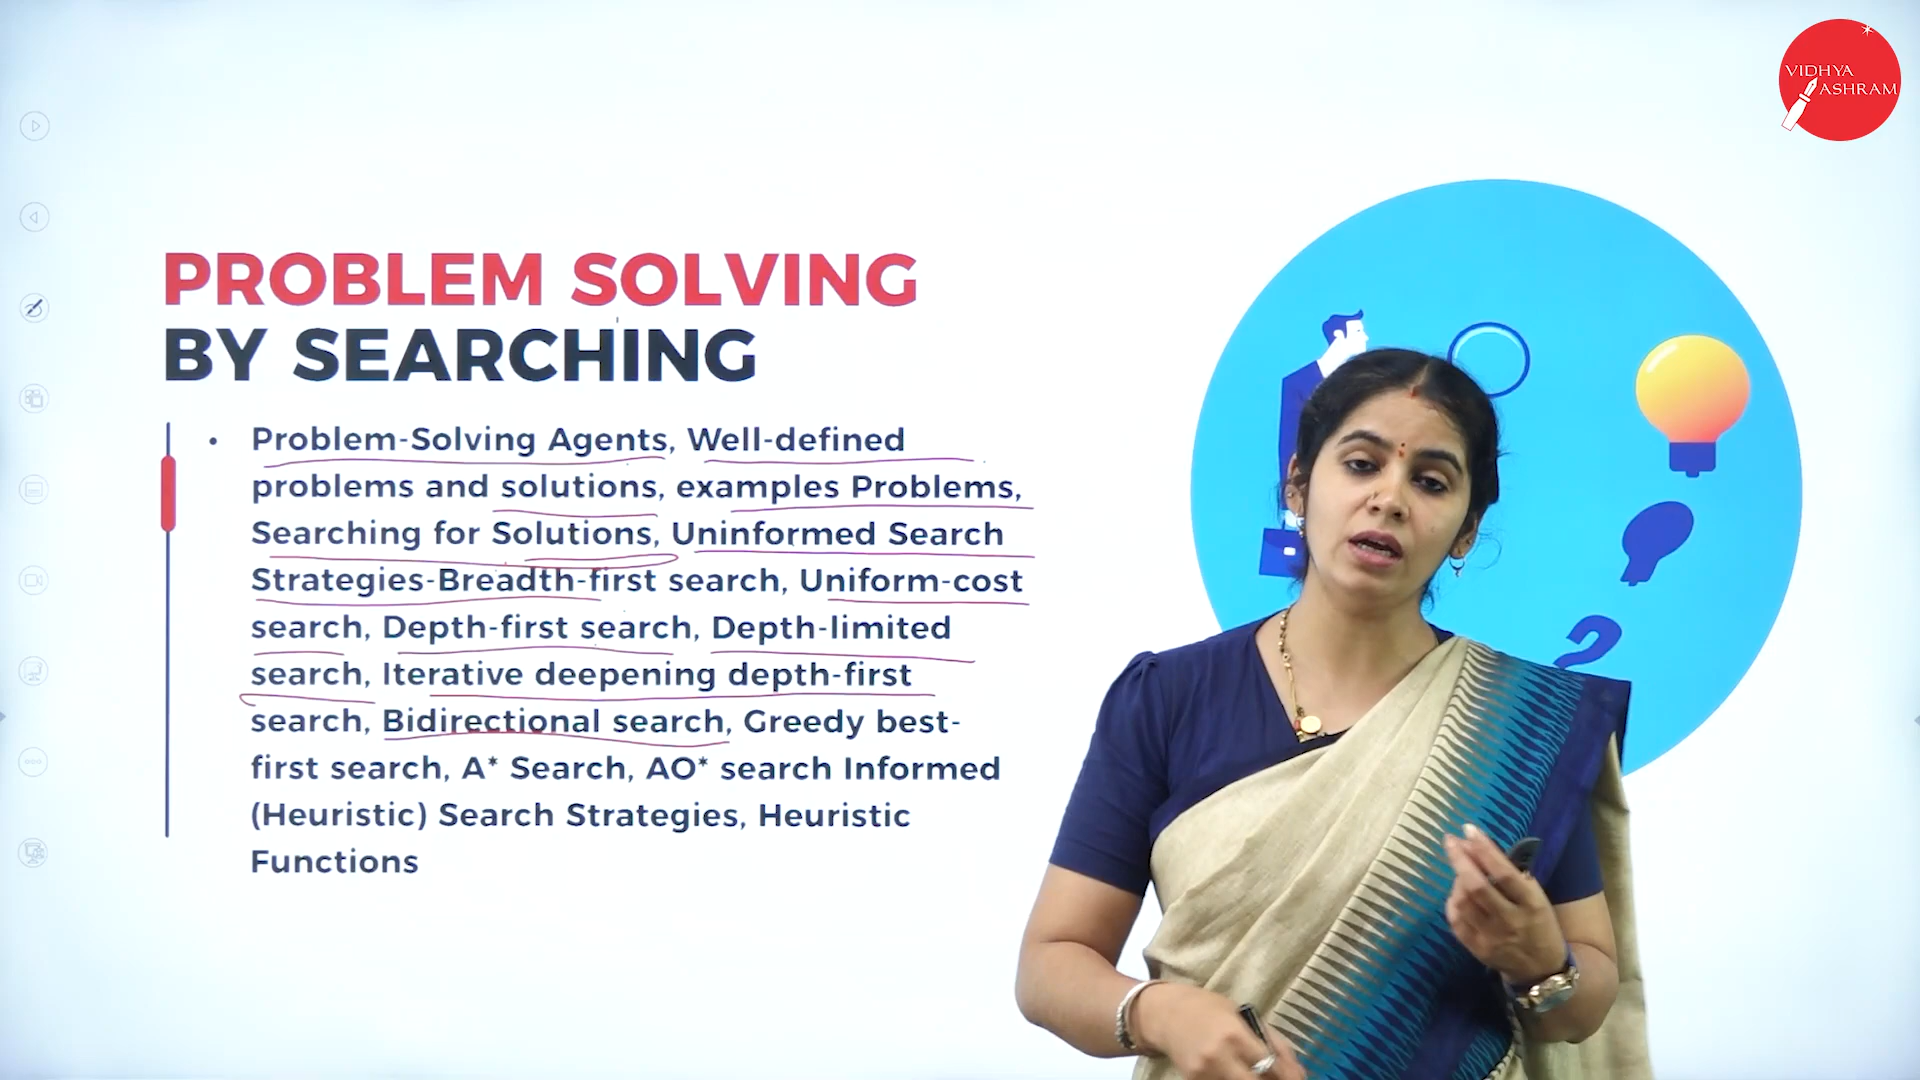 VIDHYA
ASHRAM
PROBLEM SOLVING
BY SEARCHING
• Problem-Solving Agents, Well-defined
problems and solutions, examples Problems,
Searching for Solutions, Uninformed Search
Strategies-Breadth-first search, Uniform-cost
search, Depth-first search, Depth-limited
search, Iterative deepening depth-first
search, Bidirectional search, Greedy best-
first search, A* Search, AO* search Informed
(Heuristic) Search Strategies, Heuristic
Functions